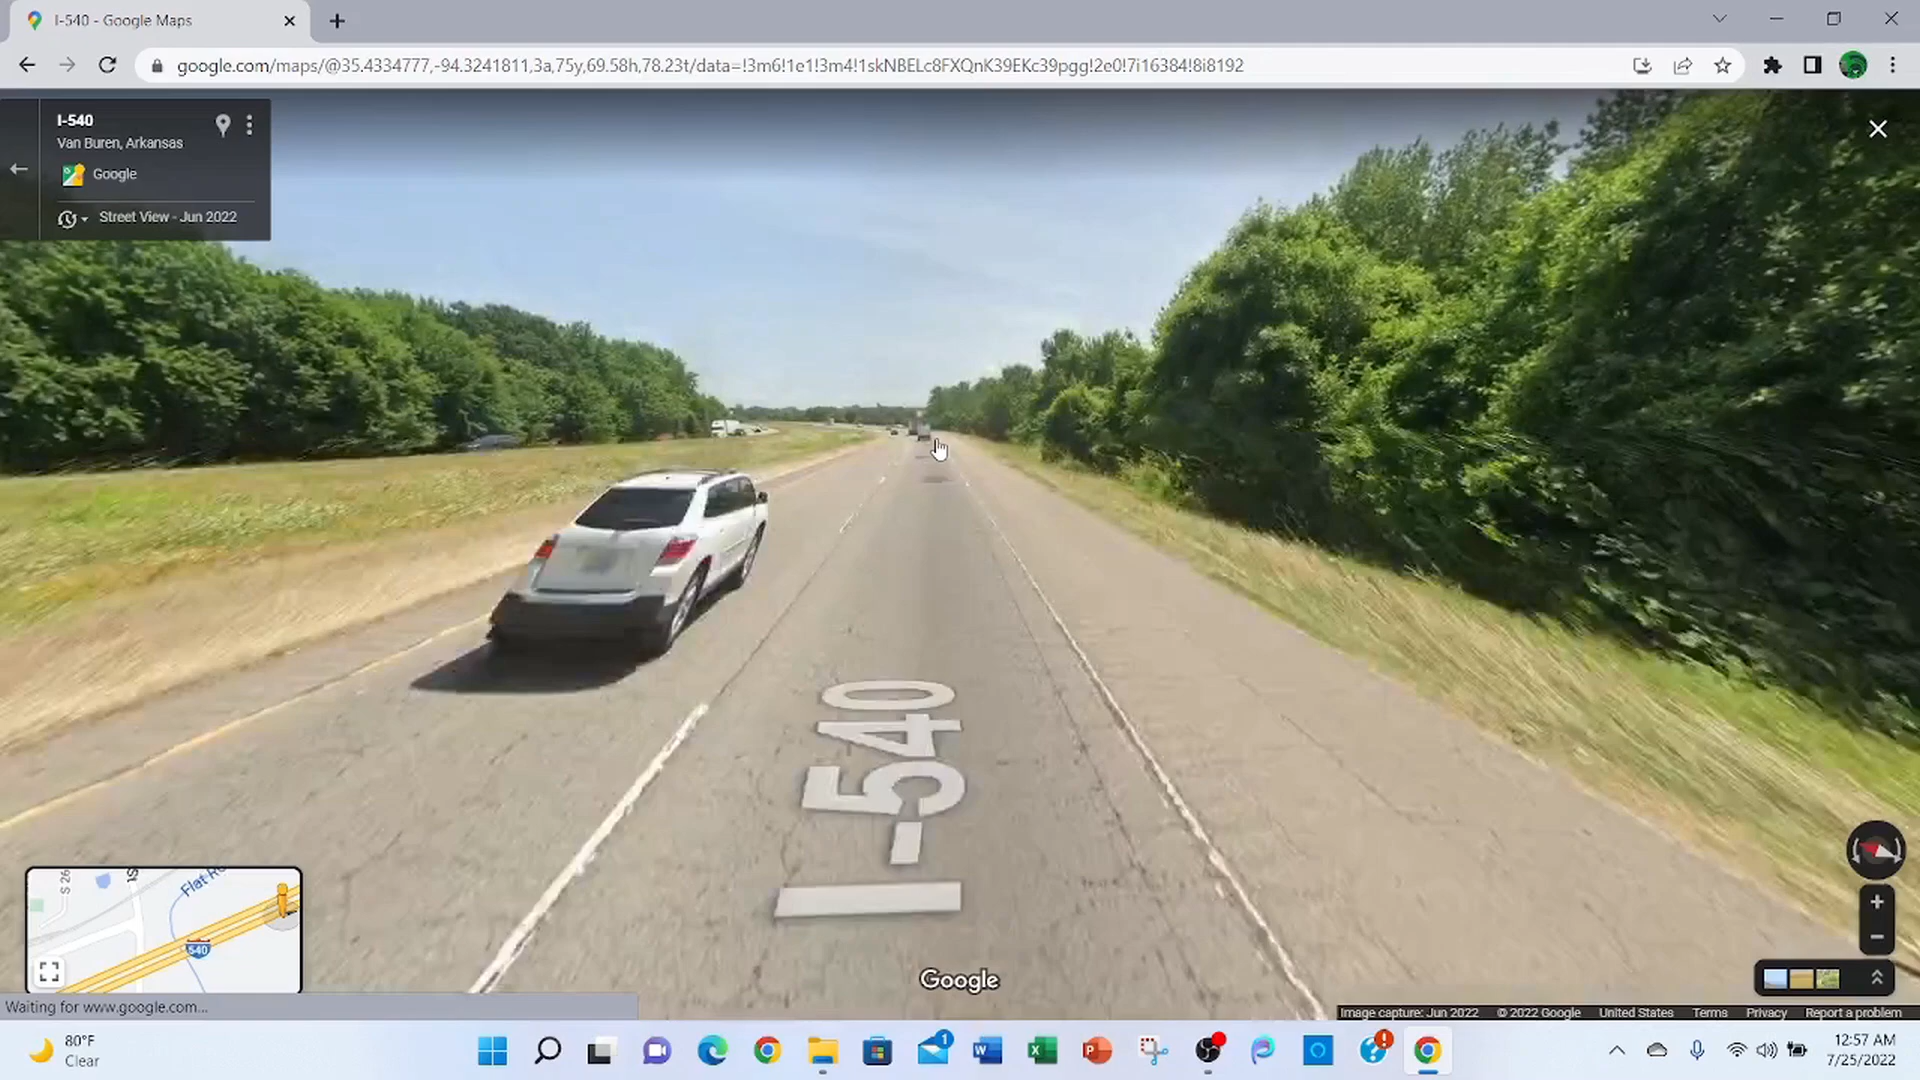 I-540 - Google Maps
google.com/maps/@35.4334777,-94.3241811,3a,75y,69.58h,78.23t/data=!3m6!1e1!3m4!1skNBELc8FXQnK39EKc39pgg!2e0!7i16384!8i8192
I-540
Van Buren, Arkansas
Google
Street View - Jun 2022
I-540
S 26
Flat Ro
540
Google
Waiting for www.google.com...
Image capture: Jun 2022 © 2022 Google United States Terms Privacy Report a problem
80°F
Clear
1
12:57 AM
7/25/2022